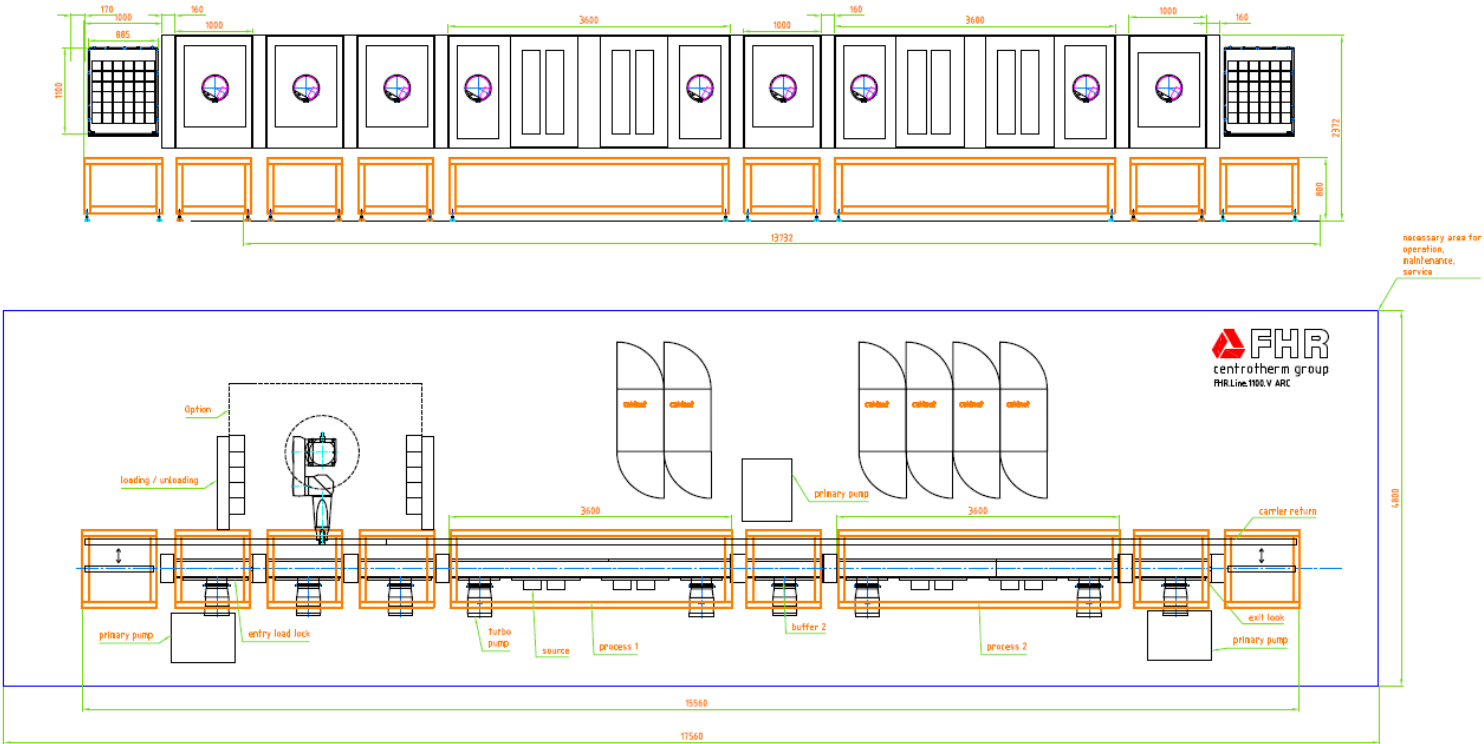 170
1000
160
1000
885
3600
1000
160
3600
1000
160
1100
2372
800
13732
necessary area for
operation,
maintenance,
service
FHR
centrotherm group
FHR.Line.1100.V ARC
Option
cabinet
cabinet
cabinet
cabinet
cabinet
cabinet
loading / unloading
primary pump
3600
3600
carrier return
4800
primary pump
entry load lock
turbo
pump
source
process 1
buffer 2
process 2
exit lock
primary pump
15560
17560